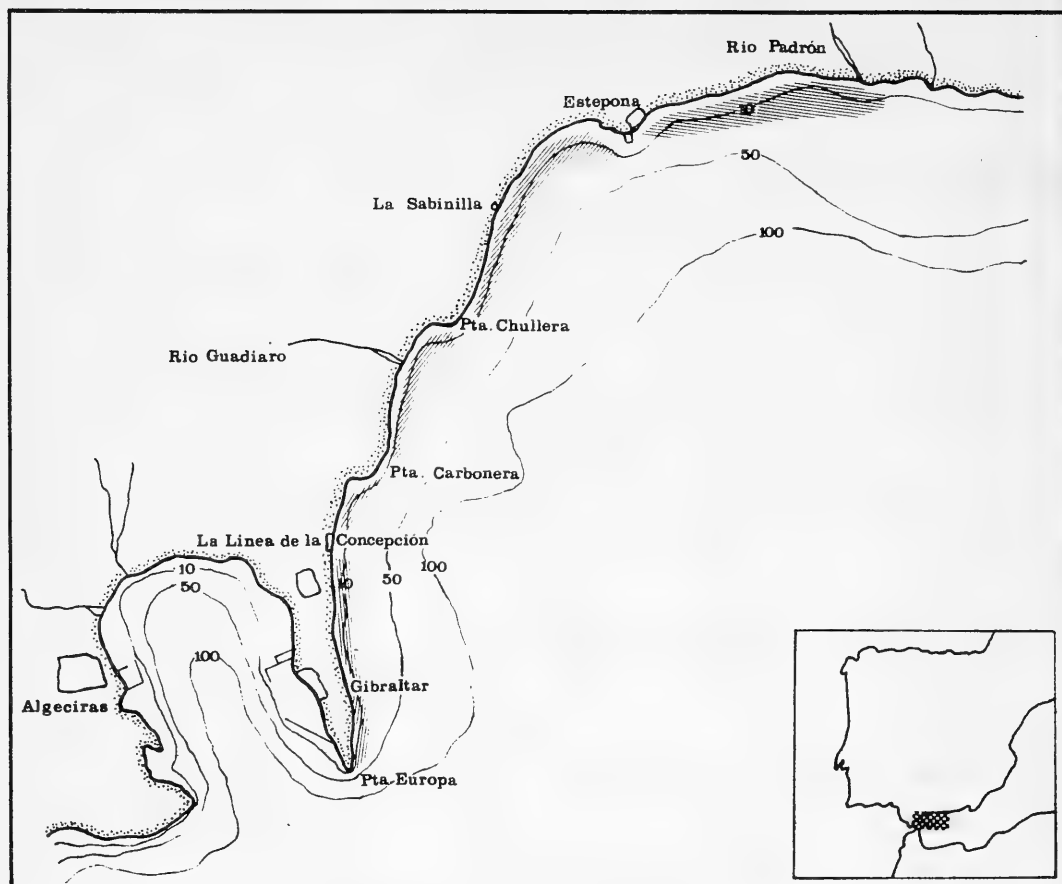 Rio Padrón
Estepona
10
50
La Sabinilla
100
Pta. Chullera
Rio Guadiaro
Pta. Carbonera
La Linea de la Concepción
10
50
10
50
100
100
Gibraltar
Algeciras
Pta. Europa